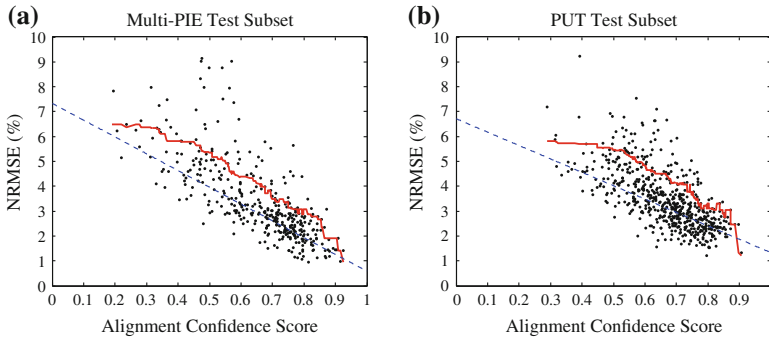 (a)
Multi-PIE Test Subset
10
9
8
7
6
5
4
3
2
1
0
NRMSE (%)
0 0.1 0.2 0.3 0.4 0.5 0.6 0.7 0.8 0.9 1
Alignment Confidence Score
(b)
PUT Test Subset
10
9
8
7
6
5
4
3
2
1
0
NRMSE (%)
0 0.1 0.2 0.3 0.4 0.5 0.6 0.7 0.8 0.9 1
Alignment Confidence Score